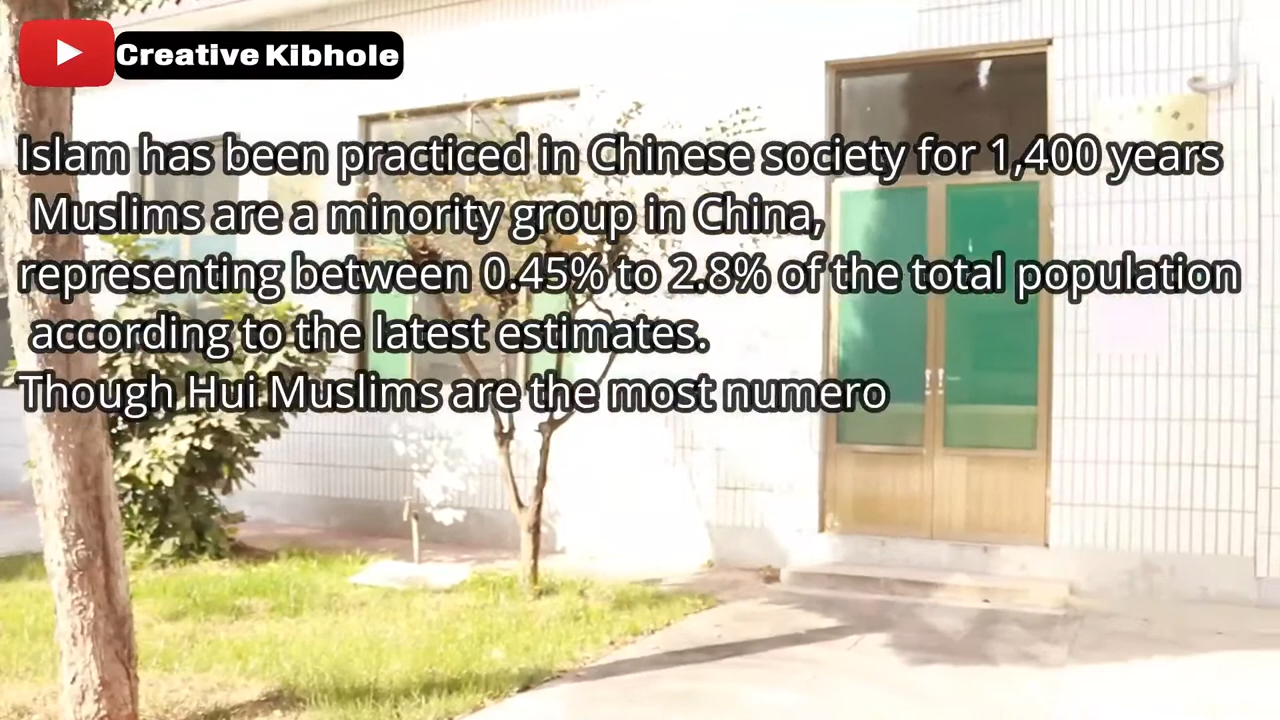 Creative Kibhole
Islam has been practiced in Chinese society for 1,400 years
Muslims are a minority group in China,
representing between 0.45% to 2.8% of the total population
according to the latest estimates.
Though Hui Muslims are the most numero